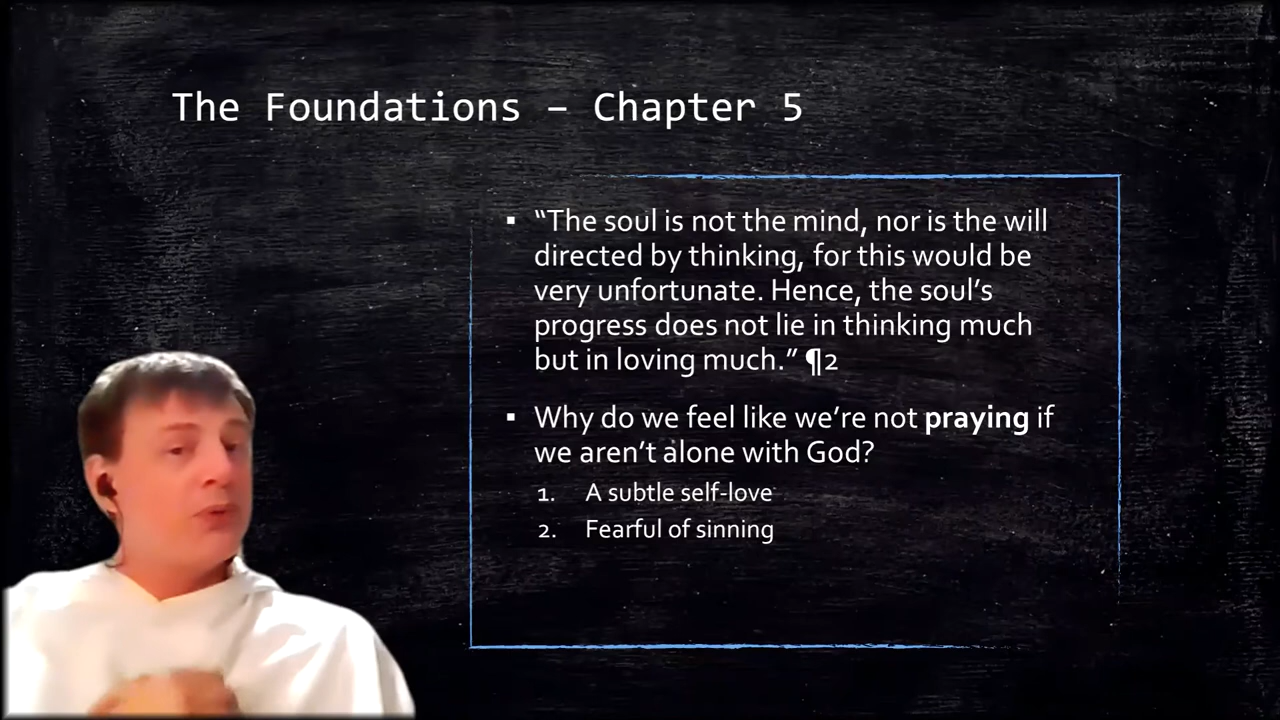 The Foundations – Chapter 5
▪ “The soul is not the mind, nor is the will
directed by thinking, for this would be
very unfortunate. Hence, the soul’s
progress does not lie in thinking much
but in loving much.” ¶2
▪ Why do we feel like we’re not praying if
we aren’t alone with God?
1. A subtle self-love
2. Fearful of sinning